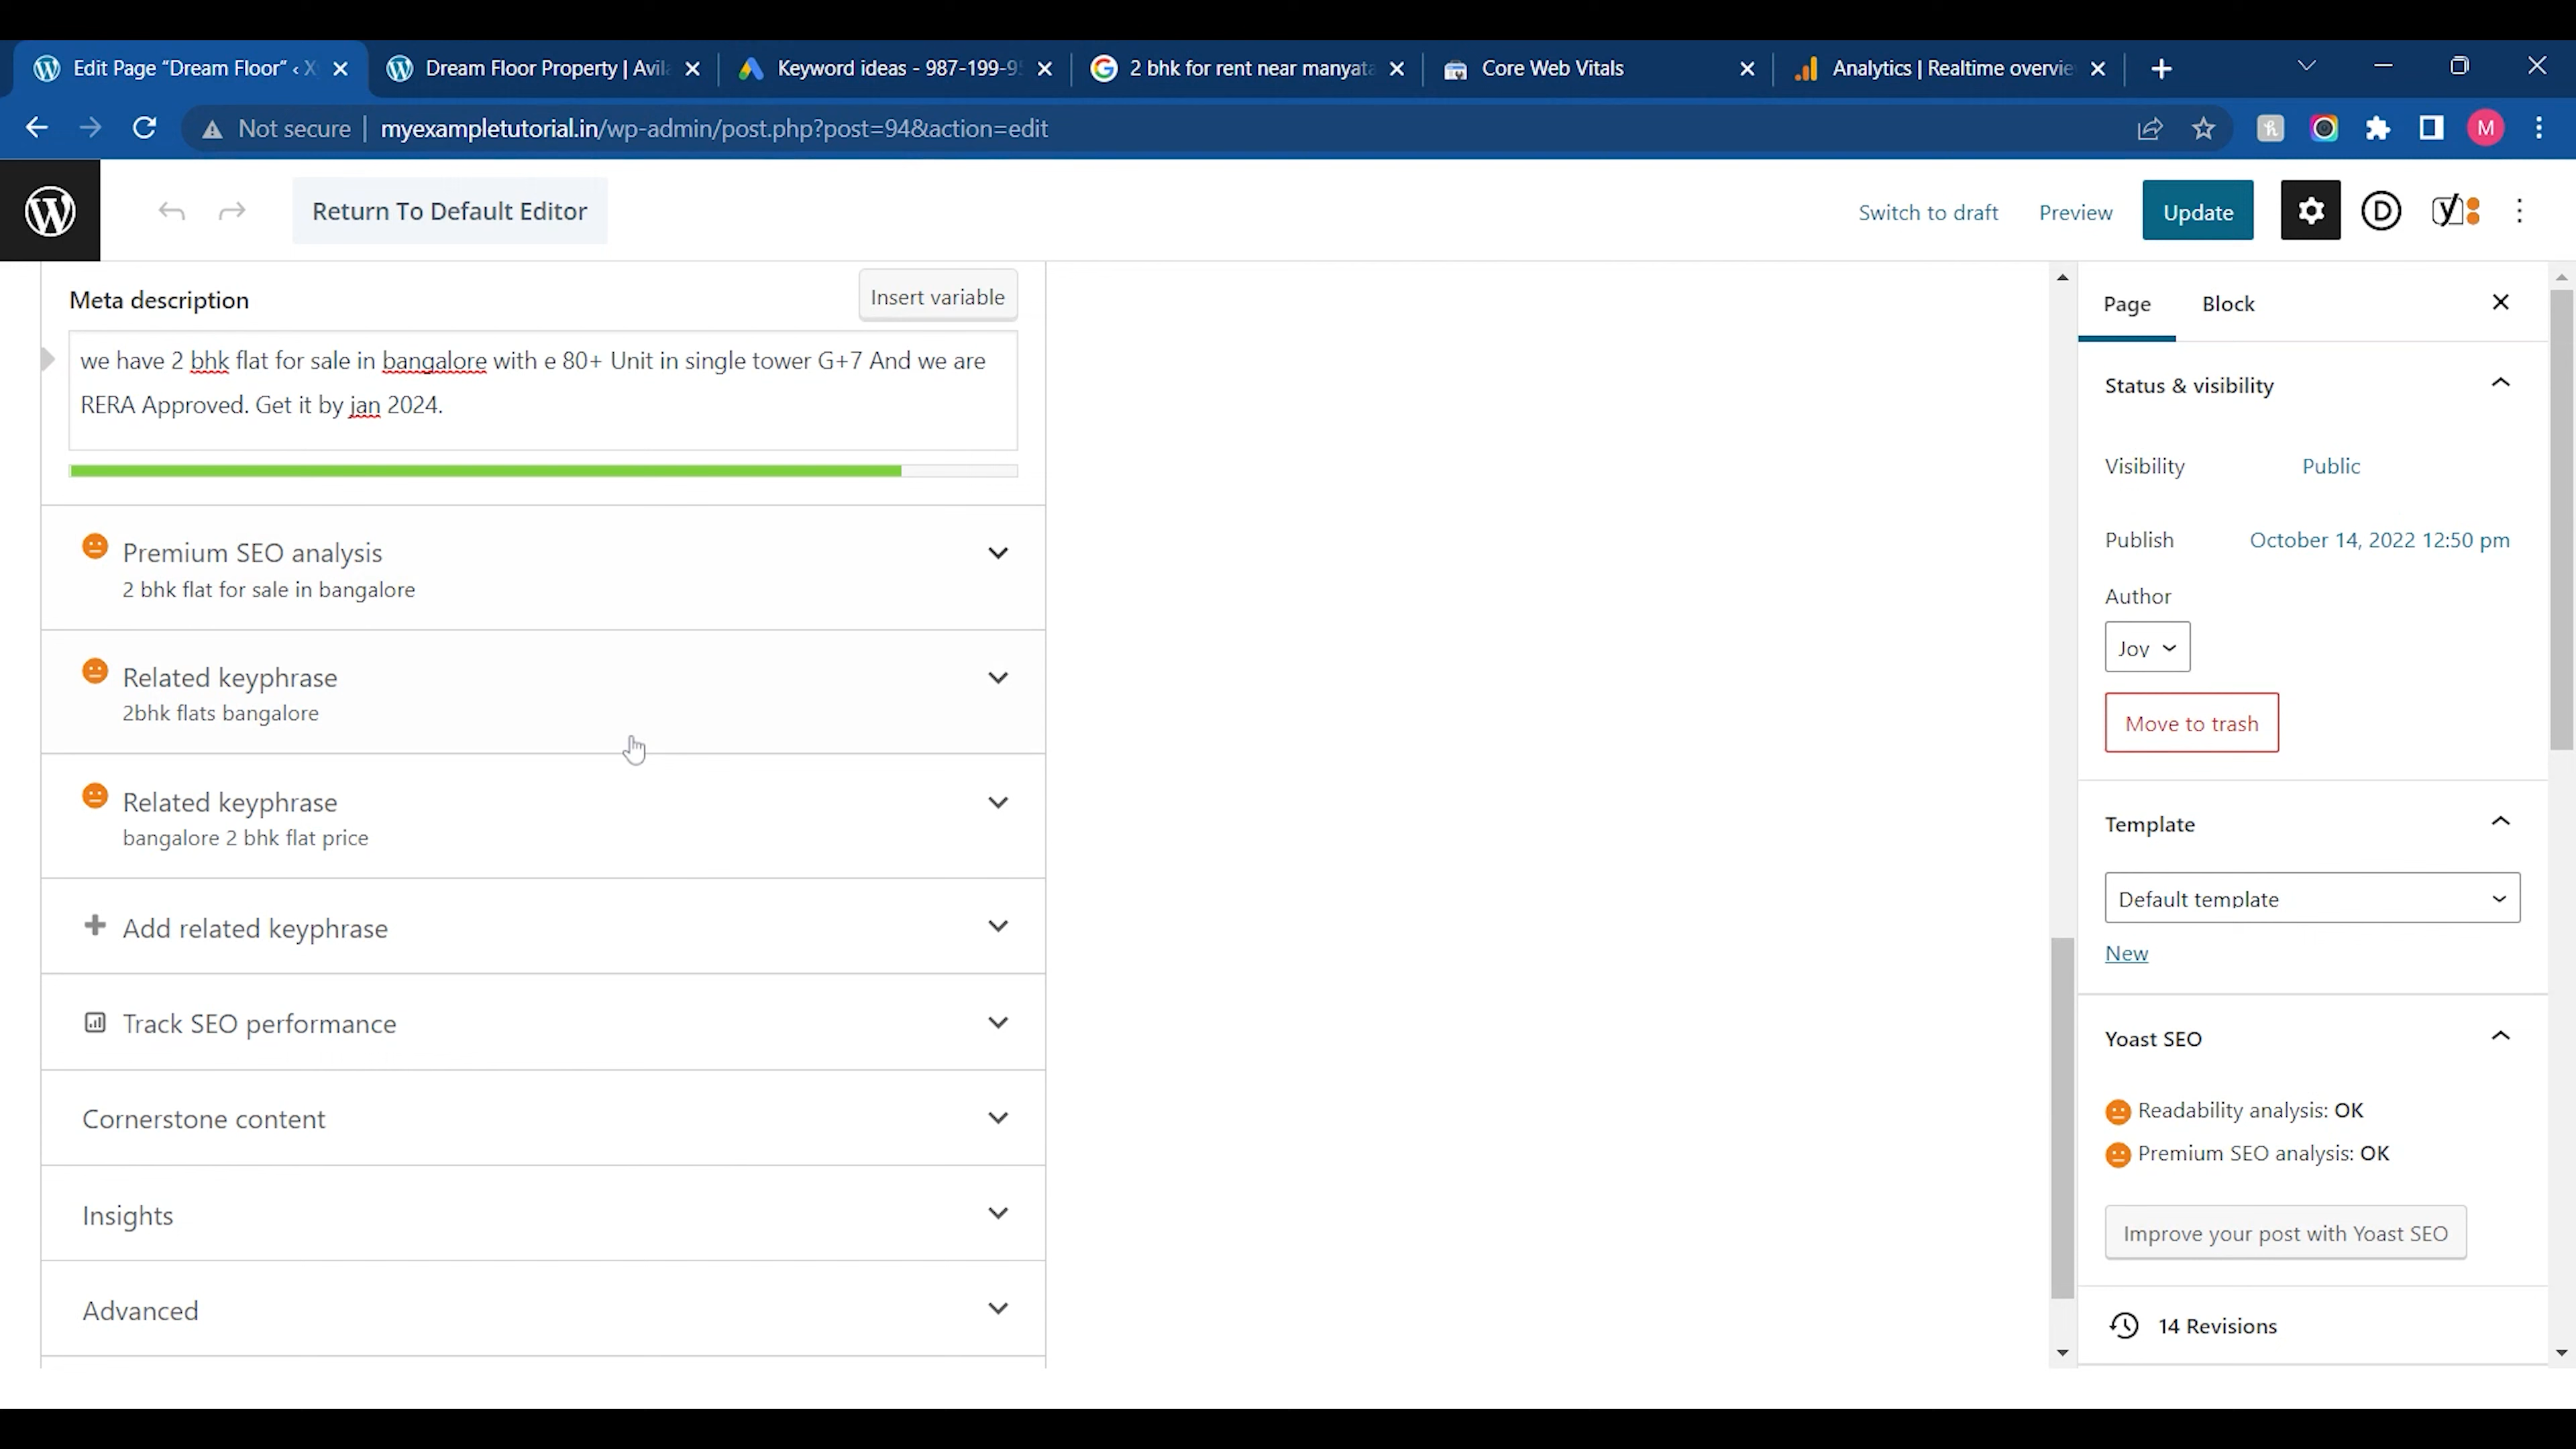 Edit Page “Dream Floor” ‹ X
Dream Floor Property | Avila
Keyword ideas - 987-199-95
2 bhk for rent near manyata
Core Web Vitals
Analytics | Realtime overvie
Not secure
myexampletutorial.in/wp-admin/post.php?post=94&action=edit
M
Return To Default Editor
Switch to draft
Preview
Update
Meta description
Insert variable
we have 2 bhk flat for sale in bangalore with e 80+ Unit in single tower G+7 And we are
RERA Approved. Get it by jan 2024.
Premium SEO analysis
2 bhk flat for sale in bangalore
Related keyphrase
2bhk flats bangalore
Related keyphrase
bangalore 2 bhk flat price
Add related keyphrase
Track SEO performance
Cornerstone content
Insights
Advanced
Page
Block
Status & visibility
Visibility
Public
Publish
October 14, 2022 12:50 pm
Author
Joy
Move to trash
Template
Default template
New
Yoast SEO
Readability analysis: OK
Premium SEO analysis: OK
Improve your post with Yoast SEO
14 Revisions